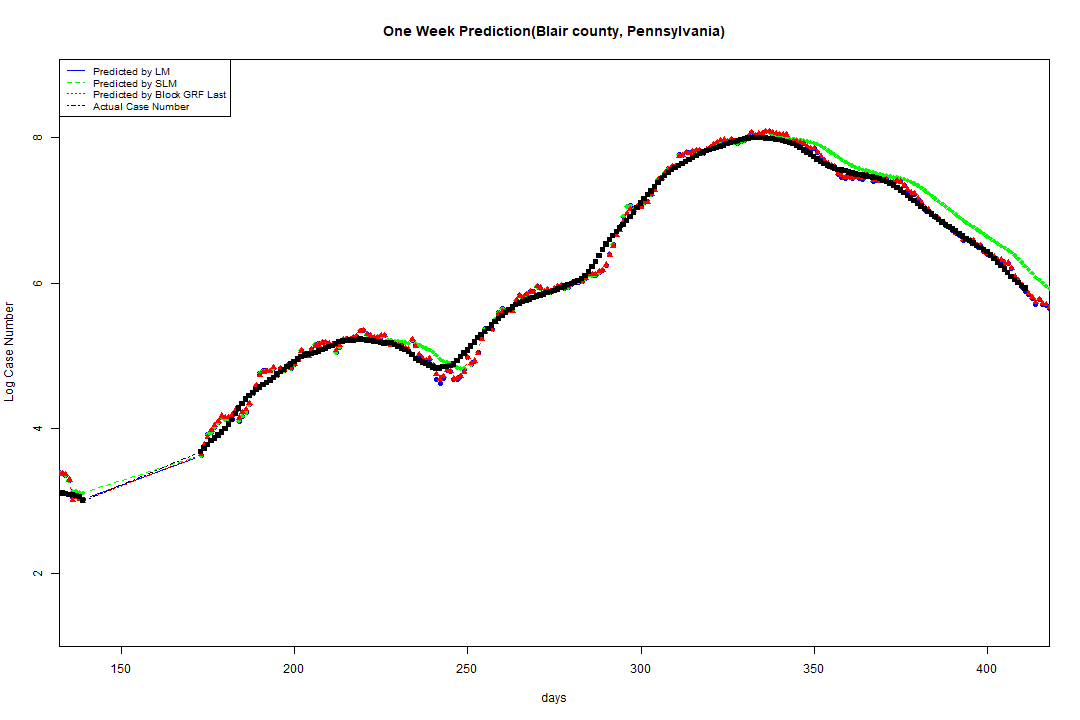 One Week Prediction(Blair county, Pennsylvania)
Predicted by LM
Predicted by SLM
Predicted by Block GRF Last
Actual Case Number
8
6
4
2
Log Case Number
150 200 250 300 350 400
days